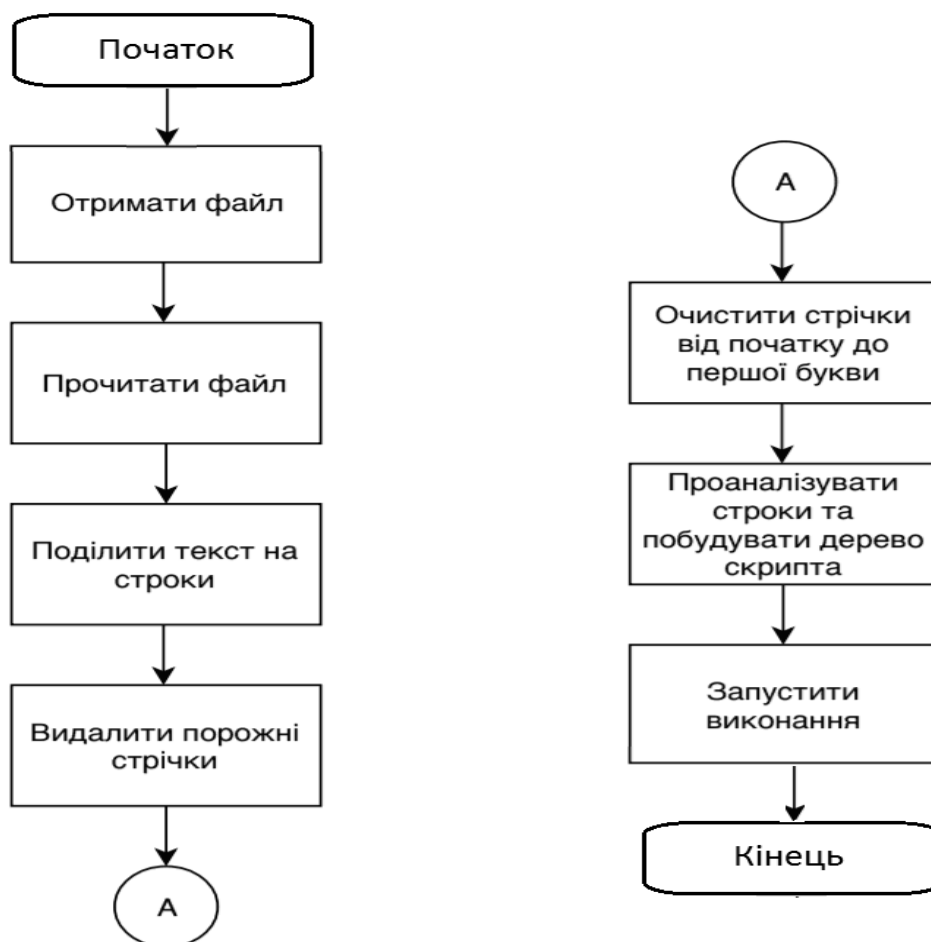 Початок
Отримати файл
Прочитати файл
Поділити текст на
строки
Видалити порожні
стрічки
А
А
Очистити стрічки
від початку до
першої букви
Проаналізувати
строки та
побудувати дерево
скрипта
Запустити
виконання
Кінець